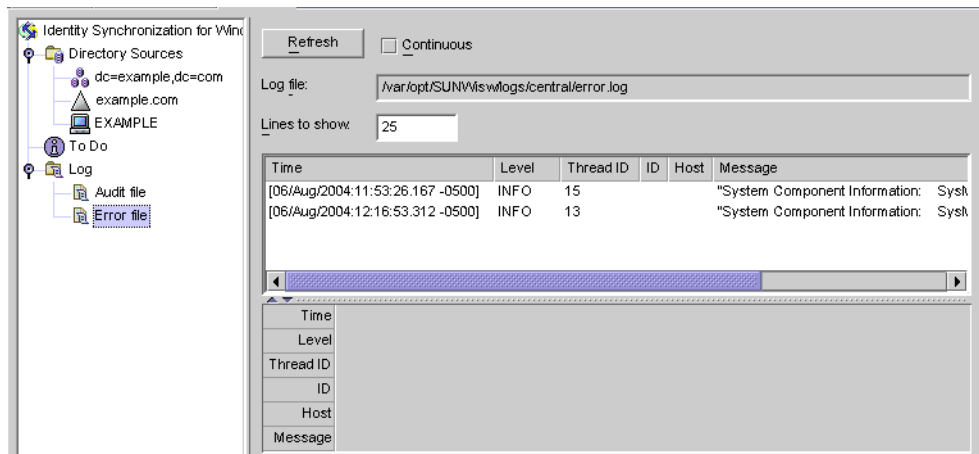 Identity Synchronization for Wind
Directory Sources
dc=example,dc=com
example.com
EXAMPLE
To Do
Log
Audit file
Error file
Refresh
Continuous
Log file:
/var/opt/SUNWisw/logs/central/error.log
Lines to show:
25
Time Level Thread ID ID Host Message
[06/Aug/2004:11:53:26.167 -0500] INFO 15 "System Component Information: SysM
[06/Aug/2004:12:16:53.312 -0500] INFO 13 "System Component Information: SysM
Time
Level
Thread ID
ID
Host
Message